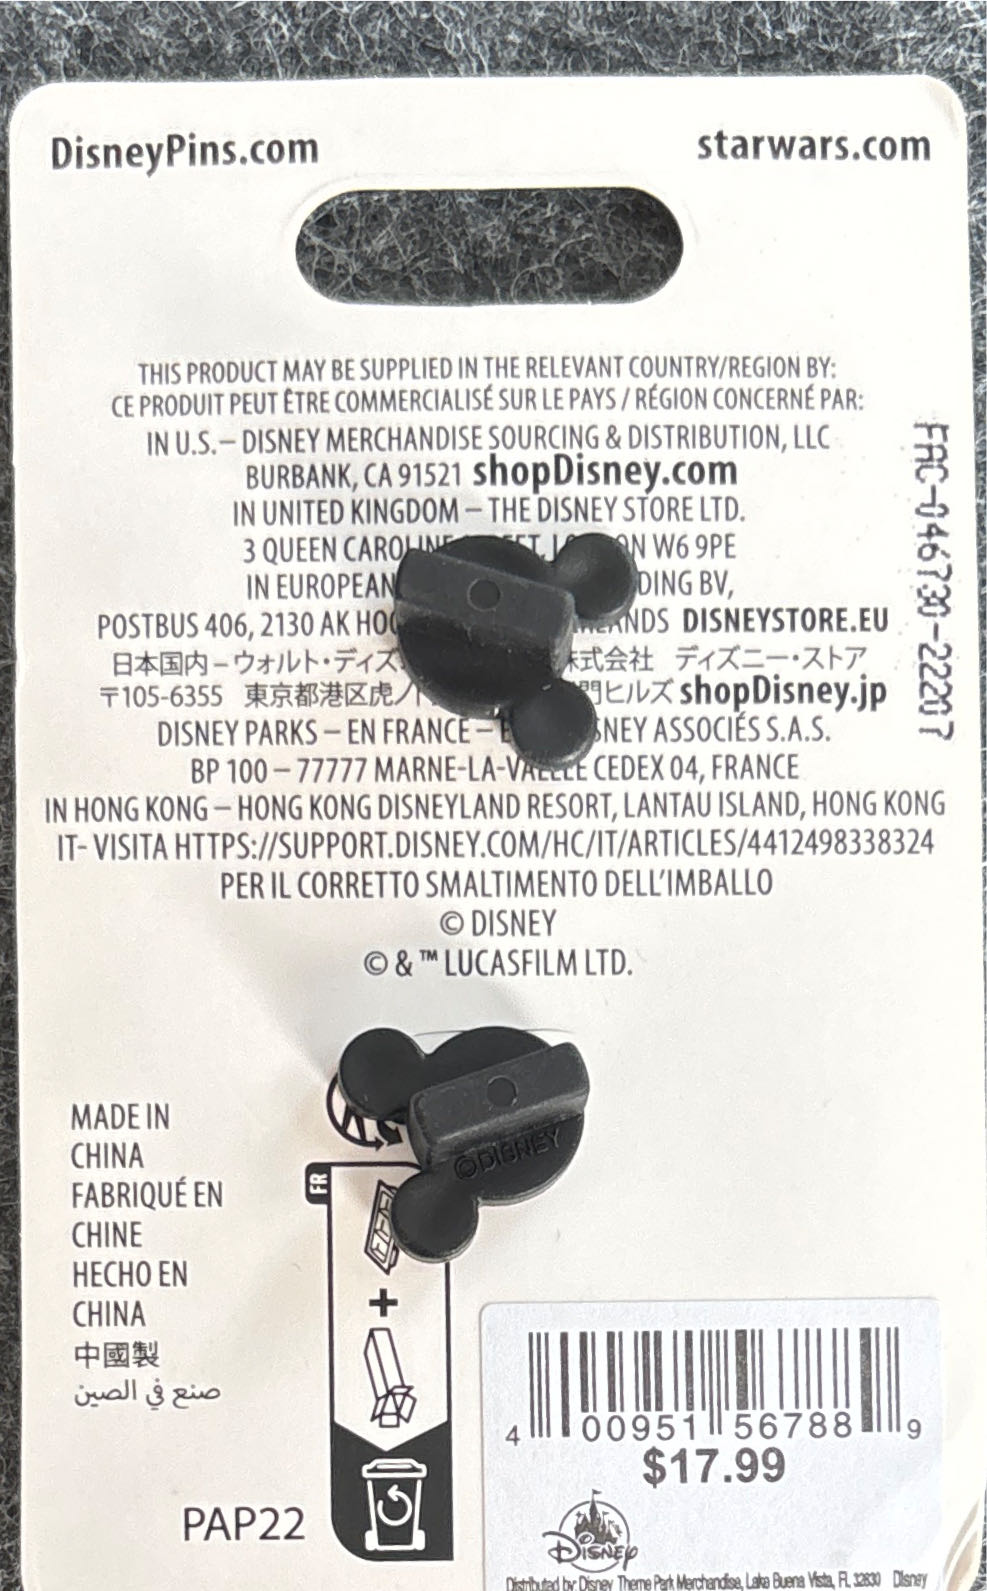 DisneyPins.com starwars.com
THIS PRODUCT MAY BE SUPPLIED IN THE RELEVANT COUNTRY/REGION BY:
CE PRODUIT PEUT ÊTRE COMMERCIALISÉ SUR LE PAYS / RÉGION CONCERNÉ PAR:
IN U.S.– DISNEY MERCHANDISE SOURCING & DISTRIBUTION, LLC
BURBANK, CA 91521 shopDisney.com
IN UNITED KINGDOM – THE DISNEY STORE LTD.
3 QUEEN W6 9PE
IN EUROPEAN BV,
POSTBUS 406, 2130 AK DISNEYSTORE.EU
日本国内–ウォルト・ディズ 株式会社 ディズニー・ストア
〒105-6355 東京都港区虎ノ 門ヒルズ shopDisney.jp
DISNEY PARKS – EN FRANCE – ASSOCIÉS S.A.S.
BP 100 – 77777 MARNE-LA-VALLÉE CEDEX 04, FRANCE
IN HONG KONG – HONG KONG DISNEYLAND RESORT, LANTAU ISLAND, HONG KONG
IT- VISITA HTTPS://SUPPORT.DISNEY.COM/HC/IT/ARTICLES/4412498338324
PER IL CORRETTO SMALTIMENTO DELL'IMBALLO
© DISNEY
© & ™ LUCASFILM LTD.
FAC-046730-22207
©DISNEY
MADE IN
CHINA
FABRIQUÉ EN
CHINE
HECHO EN
CHINA
中國製
صنع في الصين
FR
+
PAP22
4 00951 56788 9
$17.99
Disney
Distributed by Disney Theme Park Merchandise, Lake Buena Vista, FL 32830 Disney